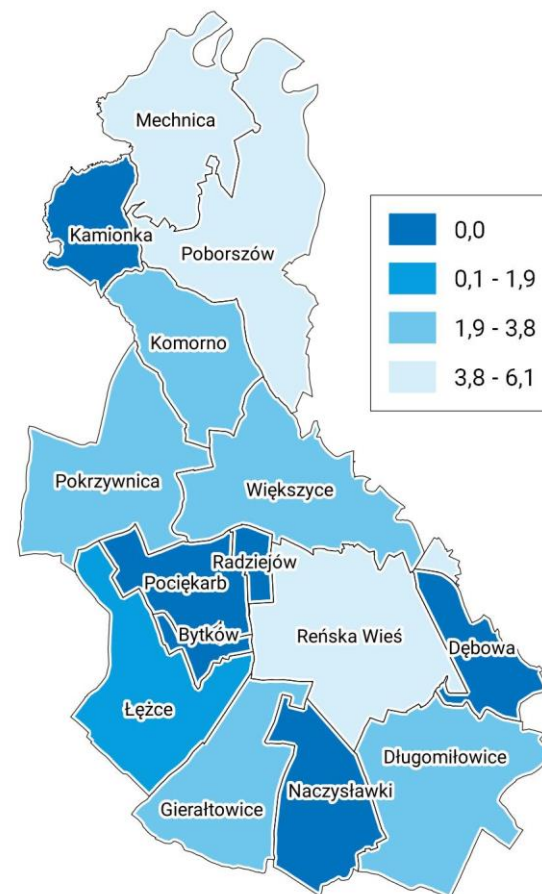 Mechnica
Kamionka
Poborszów
0,0
0,1 - 1,9
1,9 - 3,8
3,8 - 6,1
Komorno
Pokrzywnica
Większyce
Radziejów
Pociękarb
Bytków
Reńska Wieś
Dębowa
Łężce
Długomiłowice
Naczysławki
Gierałtowice